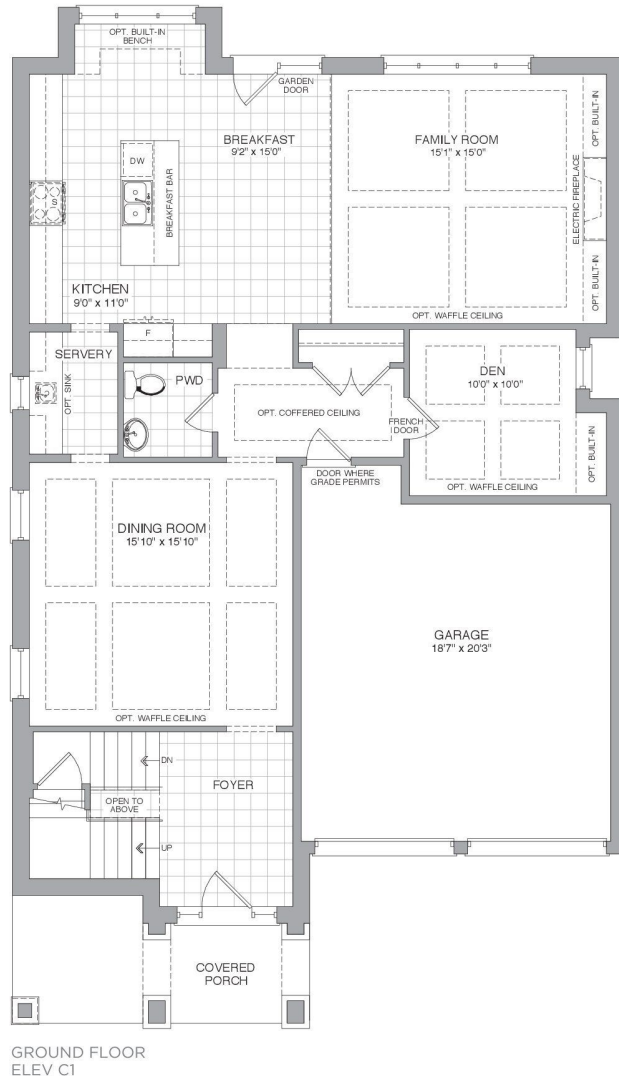 OPT. BUILT-IN
BENCH
GARDEN
DOOR
BREAKFAST
9'2" x 15'0"
FAMILY ROOM
15'1" x 15'0"
OPT. BUILT-IN
DW
BREAKFAST BAR
S
ELECTRIC FIREPLACE
OPT. BUILT-IN
KITCHEN
9'0" x 11'0"
OPT. WAFFLE CEILING
F
SERVERY
OPT. SINK
PWD
OPT. COFFERED CEILING
FRENCH
DOOR
DEN
10'0" x 10'0"
OPT. BUILT-IN
OPT. WAFFLE CEILING
DOOR WHERE
GRADE PERMITS
DINING ROOM
15'10" x 15'10"
OPT. WAFFLE CEILING
GARAGE
18'7" x 20'3"
DN
FOYER
OPEN TO
ABOVE
UP
COVERED
PORCH
GROUND FLOOR
ELEV C1